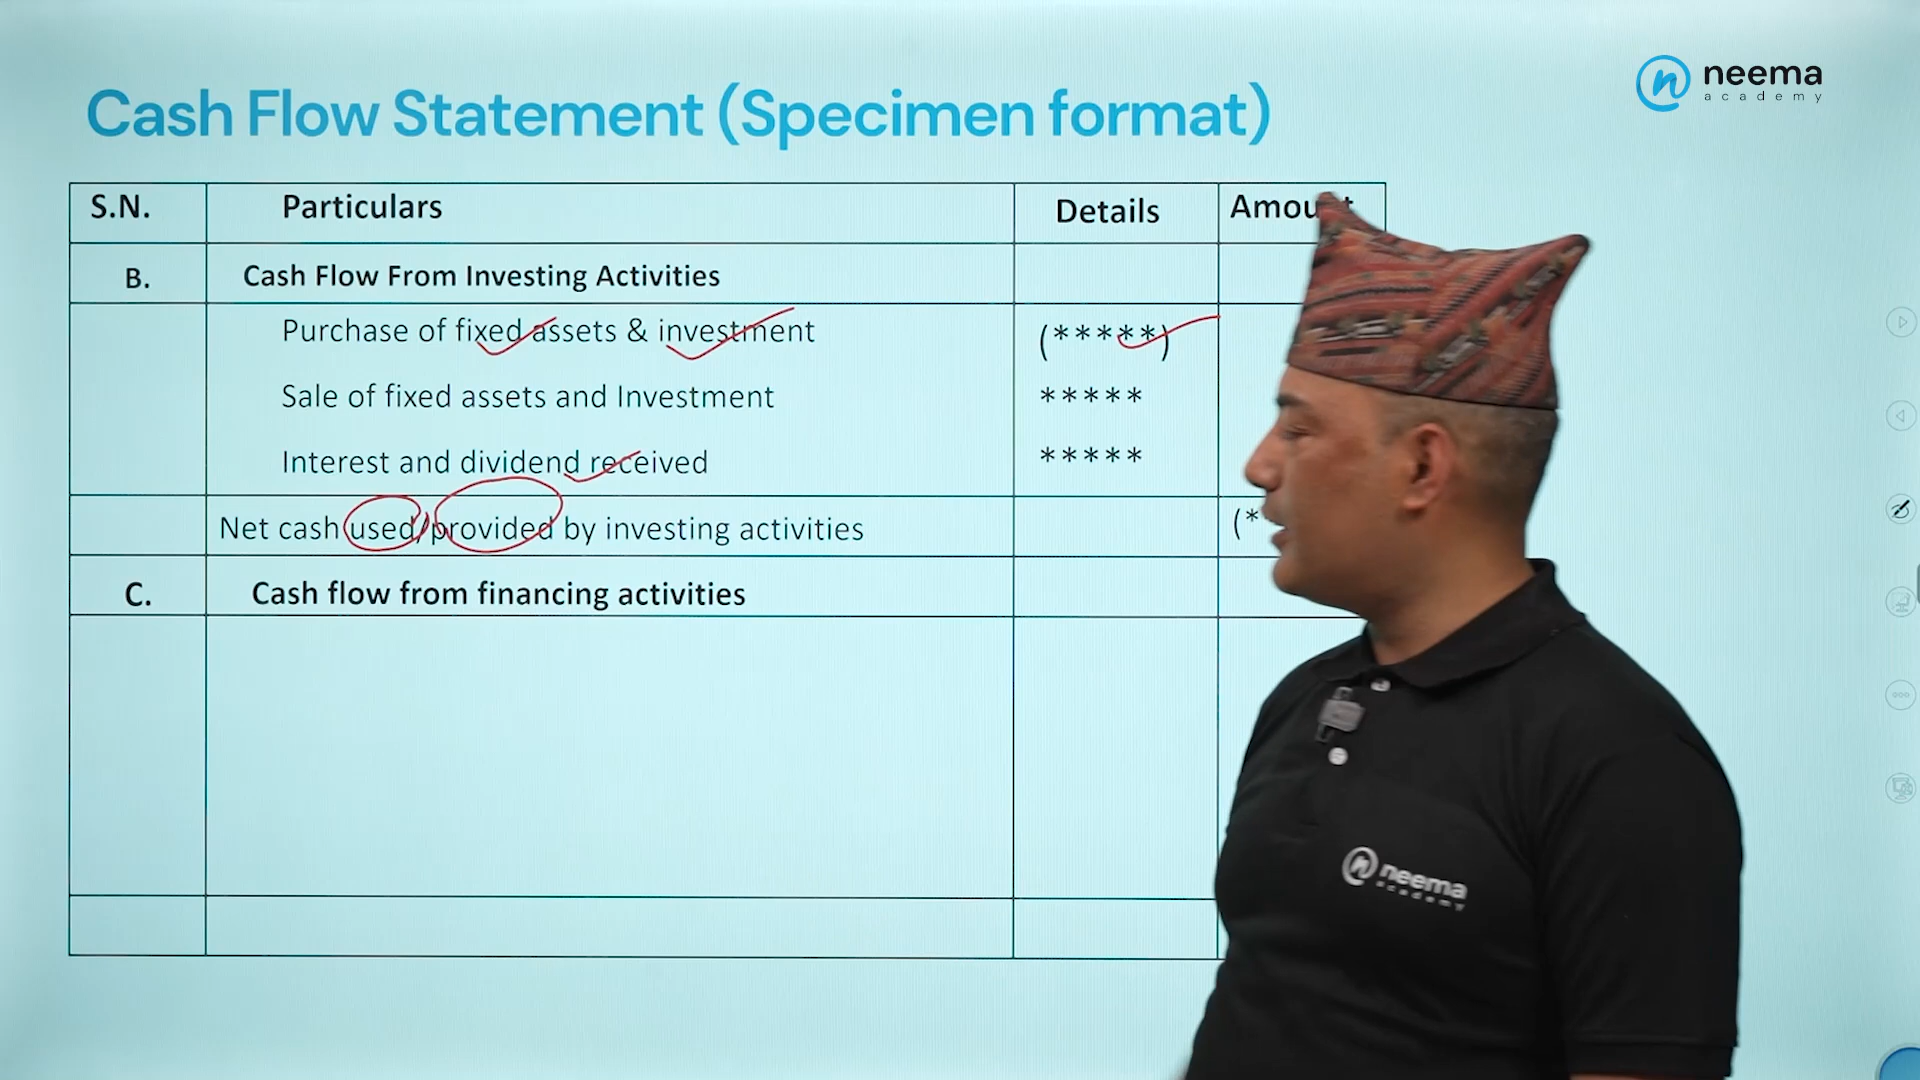 neema
academy
Cash Flow Statement (Specimen format)
S.N. Particulars Details Amount
B. Cash Flow From Investing Activities
Purchase of fixed assets & investment (*****)
Sale of fixed assets and Investment *****
Interest and dividend received *****
Net cash used/provided by investing activities (*
C. Cash flow from financing activities
neema
academy